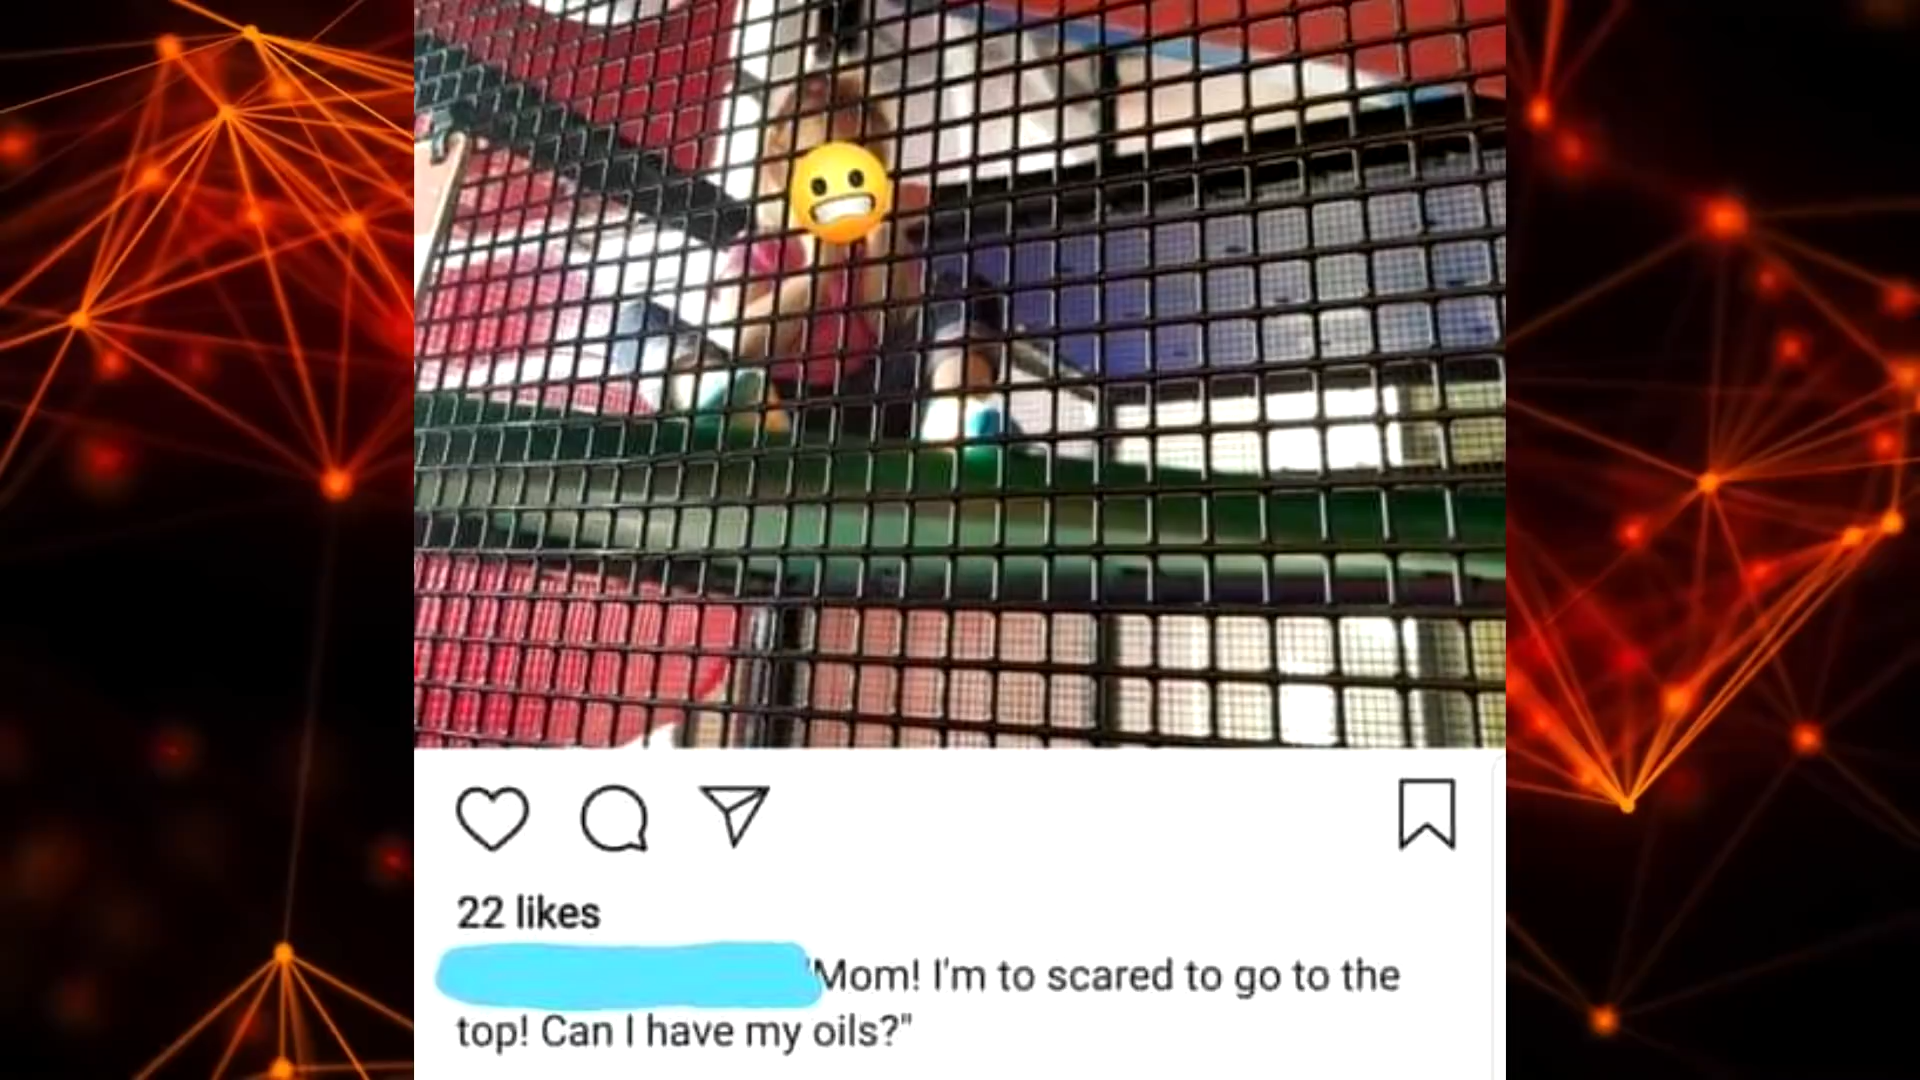 22 likes
"Mom! I'm to scared to go to the
top! Can I have my oils?"